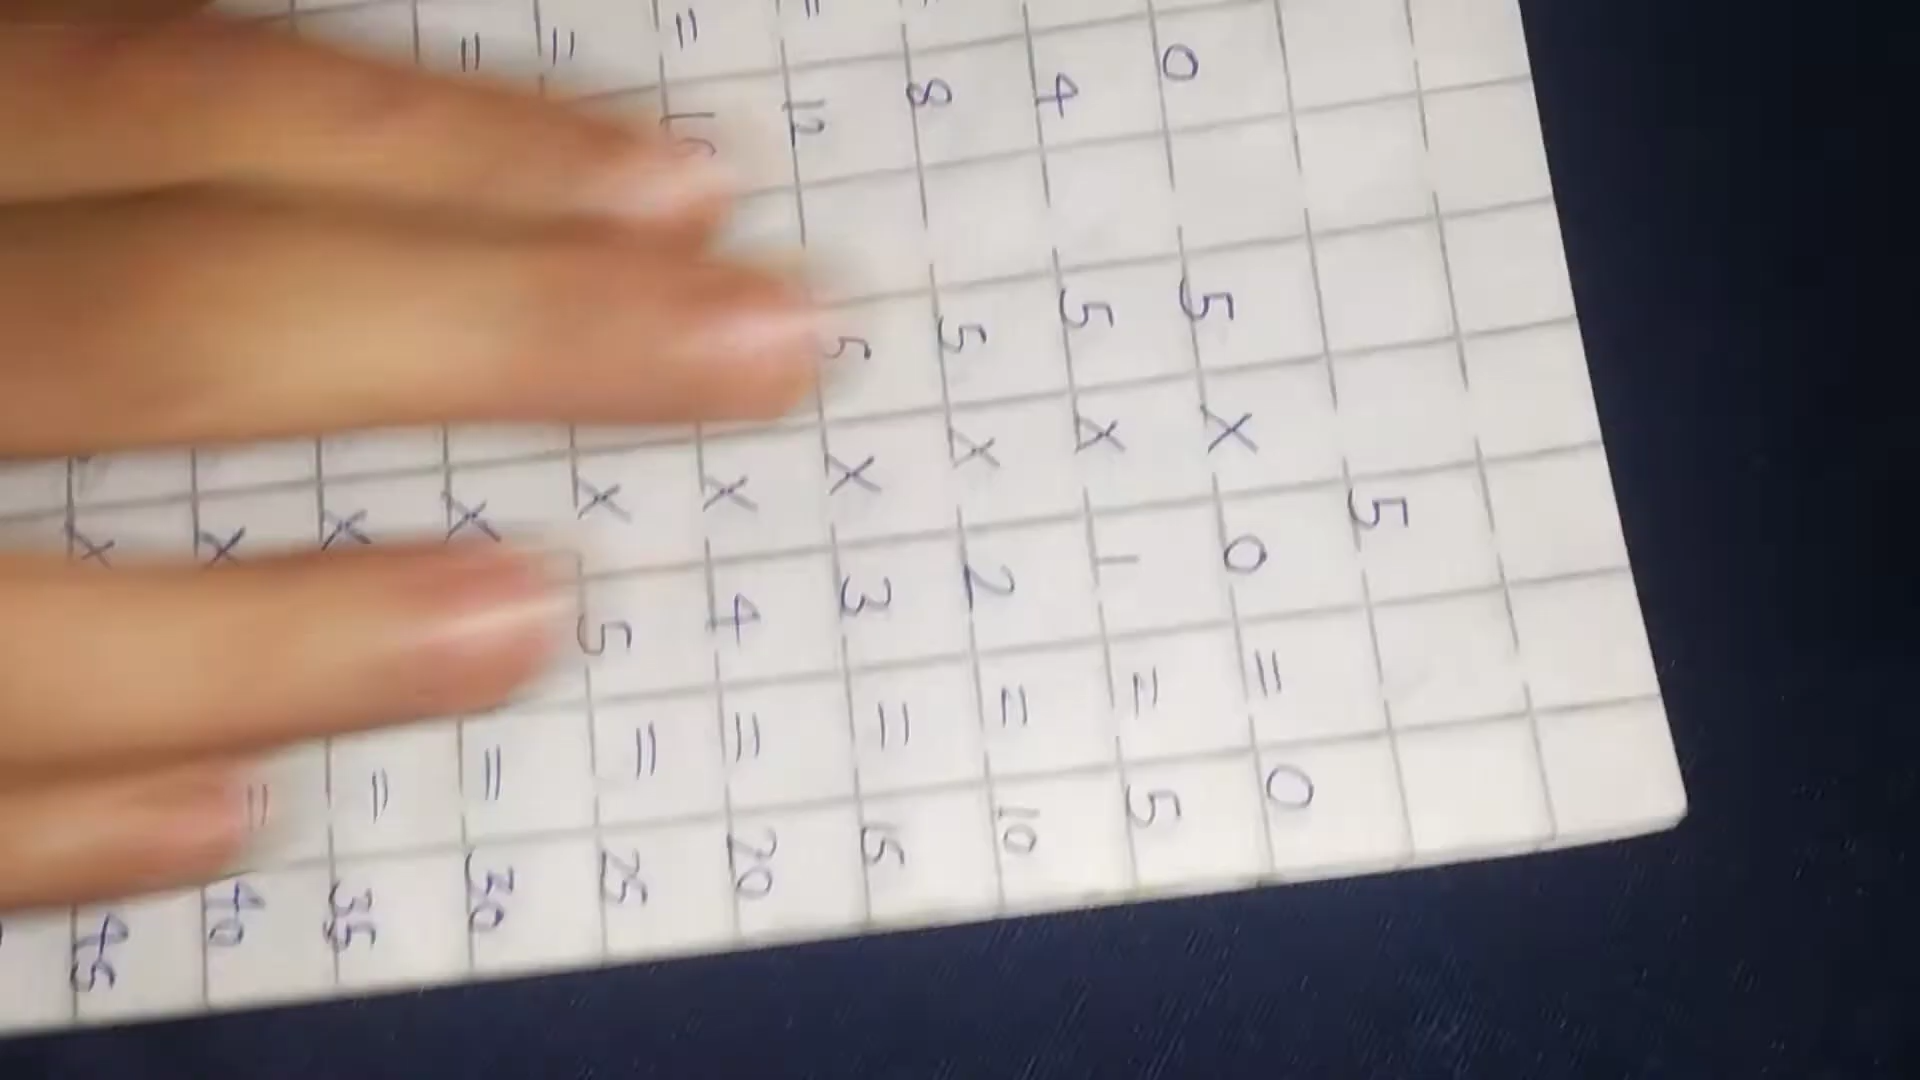 5
= 0 5 x 0 = 0
= 4 5 x 1 = 5
= 8 5 x 2 = 10
= 12 5 x 3 = 15
= 16 x 4 = 20
= x 5 = 25
= x = 30
x = 35
x = 40
x 45